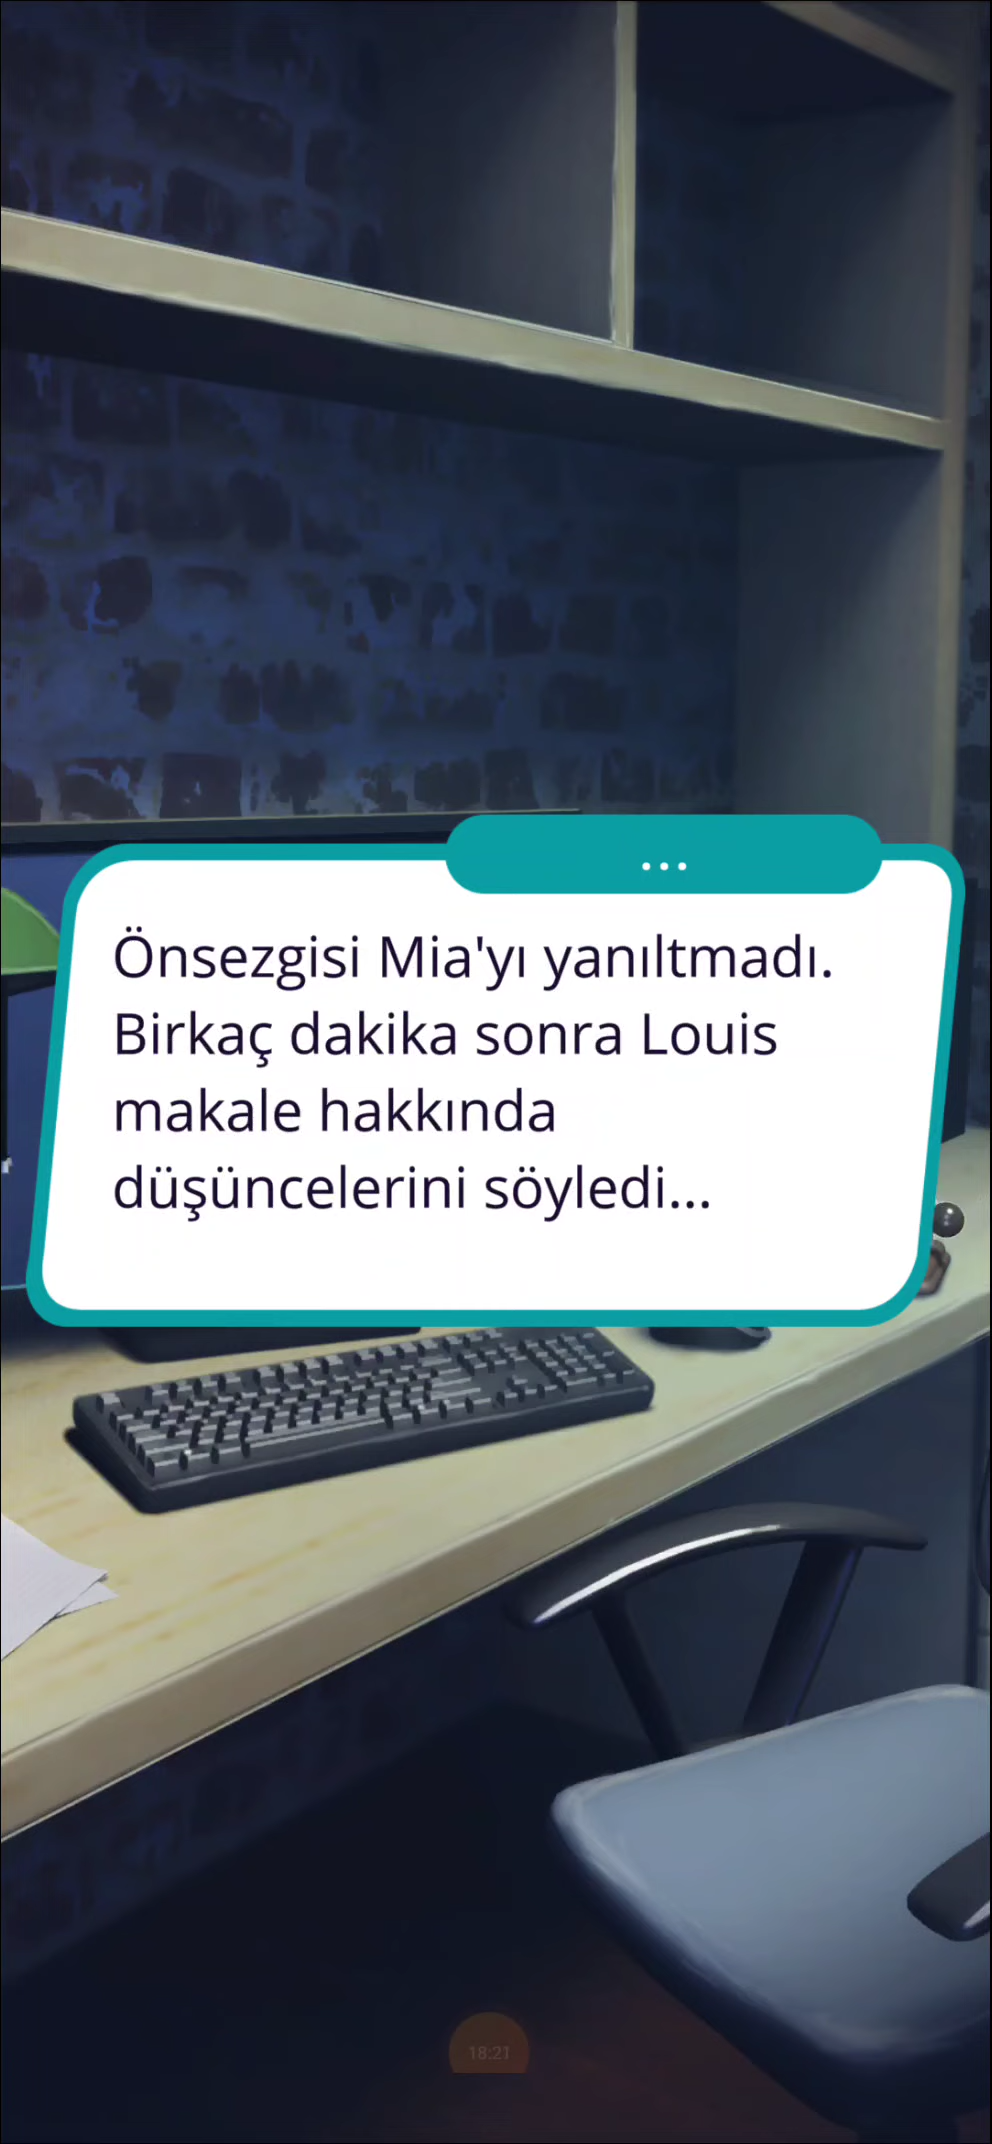 ...
Önsezgisi Mia'yı yanıltmadı.
Birkaç dakika sonra Louis
makale hakkında
düşüncelerini söyledi...
18:21